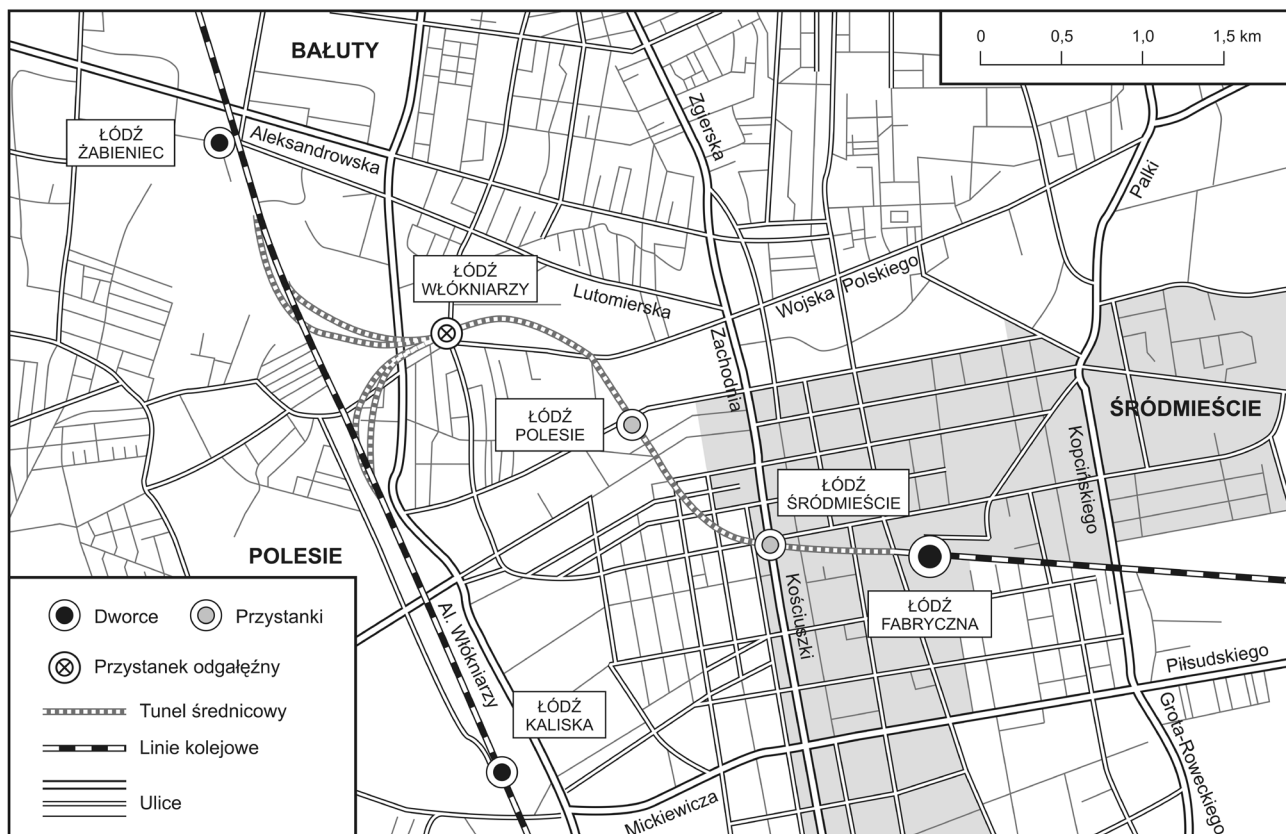 BAŁUTY
0 0,5 1,0 1,5 km
ŁÓDŹ
ŻABIENIEC
Aleksandrowska
Zgierska
Palki
ŁÓDŹ
WŁÓKNIARZY
Lutomierska
Wojska Polskiego
Zachodnia
ŁÓDŹ
POLESIE
ŚRÓDMIEŚCIE
Kopcińskiego
ŁÓDŹ
ŚRÓDMIEŚCIE
POLESIE
Kościuszki
ŁÓDŹ
FABRYCZNA
Al. Włókniarzy
Piłsudskiego
ŁÓDŹ
KALISKA
Grota-Roweckiego
Mickiewicza
Dworce
Przystanki
Przystanek odgałęźny
Tunel średnicowy
Linie kolejowe
Ulice